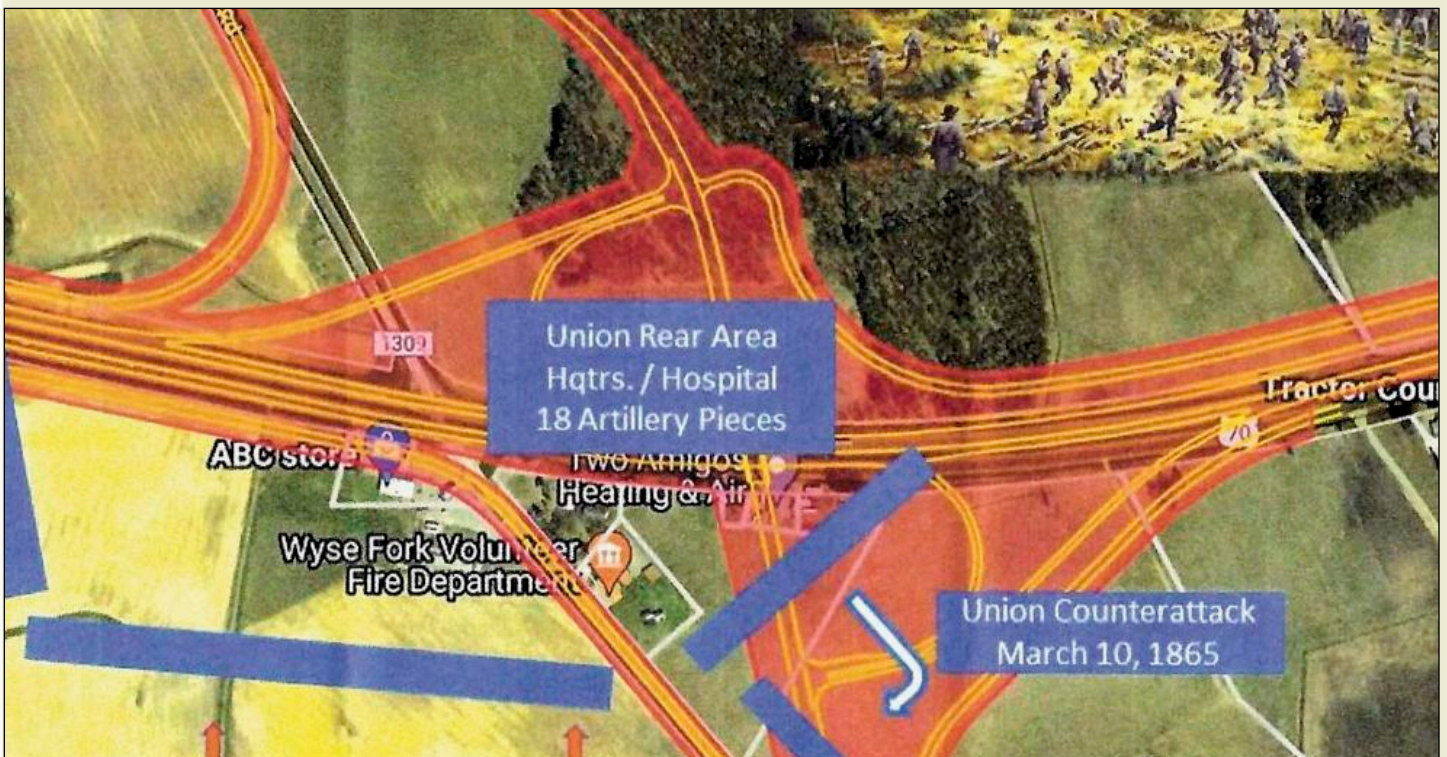 Union Rear Area
Hqtrs. / Hospital
18 Artillery Pieces
1309
ABC store
Two Amigos
Heating & Air
Wyse Fork Volunteer
Fire Department
70
Union Counterattack
March 10, 1865